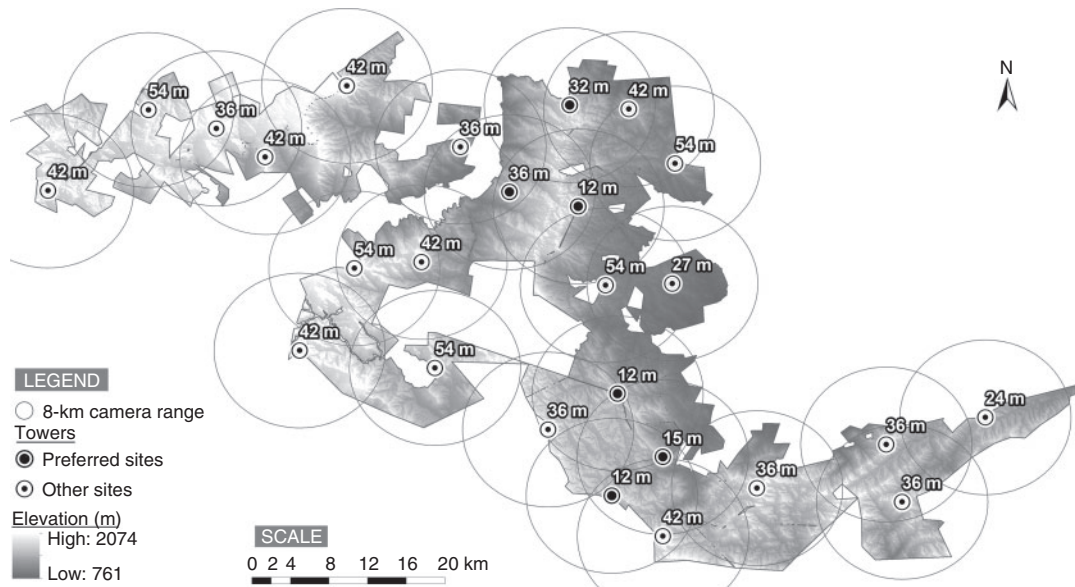 N
42 m
54 m
32 m
42 m
36 m
42 m
36 m
54 m
42 m
36 m
12 m
54 m
42 m
54 m
27 m
42 m
54 m
12 m
24 m
36 m
36 m
15 m
36 m
12 m
36 m
42 m
LEGEND
8-km camera range
Towers
Preferred sites
Other sites
Elevation (m)
High: 2074
Low: 761
SCALE
0 2 4 8 12 16 20 km